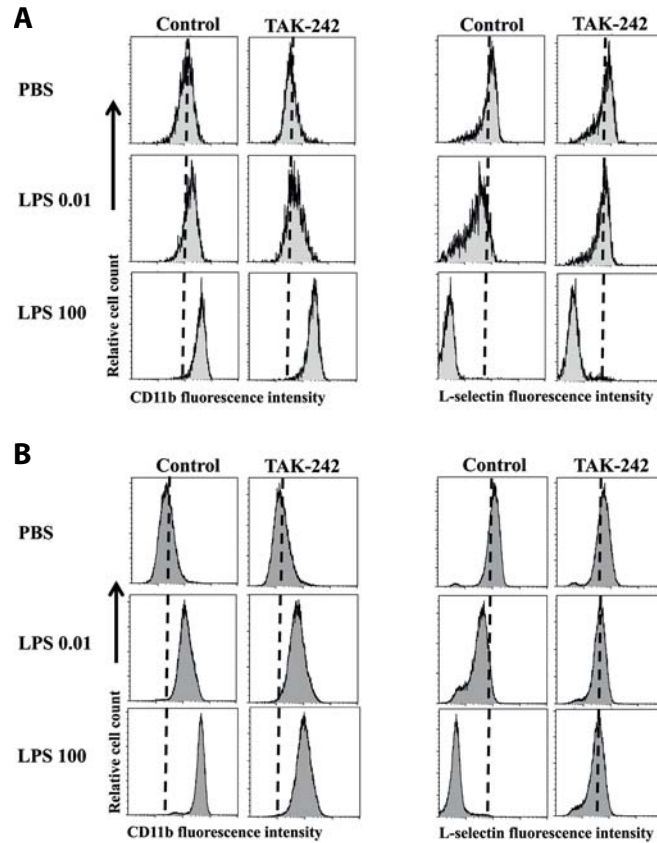 A
Control TAK-242 Control TAK-242
PBS
LPS 0.01
LPS 100
Relative cell count
CD11b fluorescence intensity L-selectin fluorescence intensity
B
Control TAK-242 Control TAK-242
PBS
LPS 0.01
LPS 100
Relative cell count
CD11b fluorescence intensity L-selectin fluorescence intensity